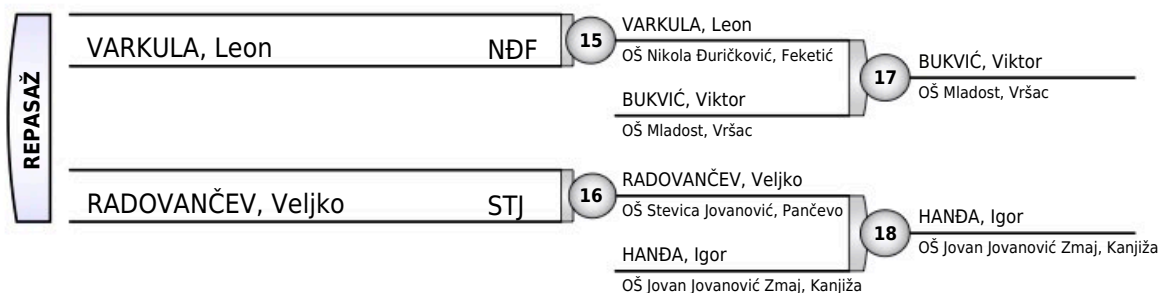 REPASAŽ
VARKULA, Leon NĐF
15
VARKULA, Leon
OŠ Nikola Đuričković, Feketić
BUKVIĆ, Viktor
OŠ Mladost, Vršac
17
BUKVIĆ, Viktor
OŠ Mladost, Vršac
RADOVANČEV, Veljko STJ
16
RADOVANČEV, Veljko
OŠ Stevica Jovanović, Pančevo
HANĐA, Igor
OŠ Jovan Jovanović Zmaj, Kanjiža
18
HANĐA, Igor
OŠ Jovan Jovanović Zmaj, Kanjiža